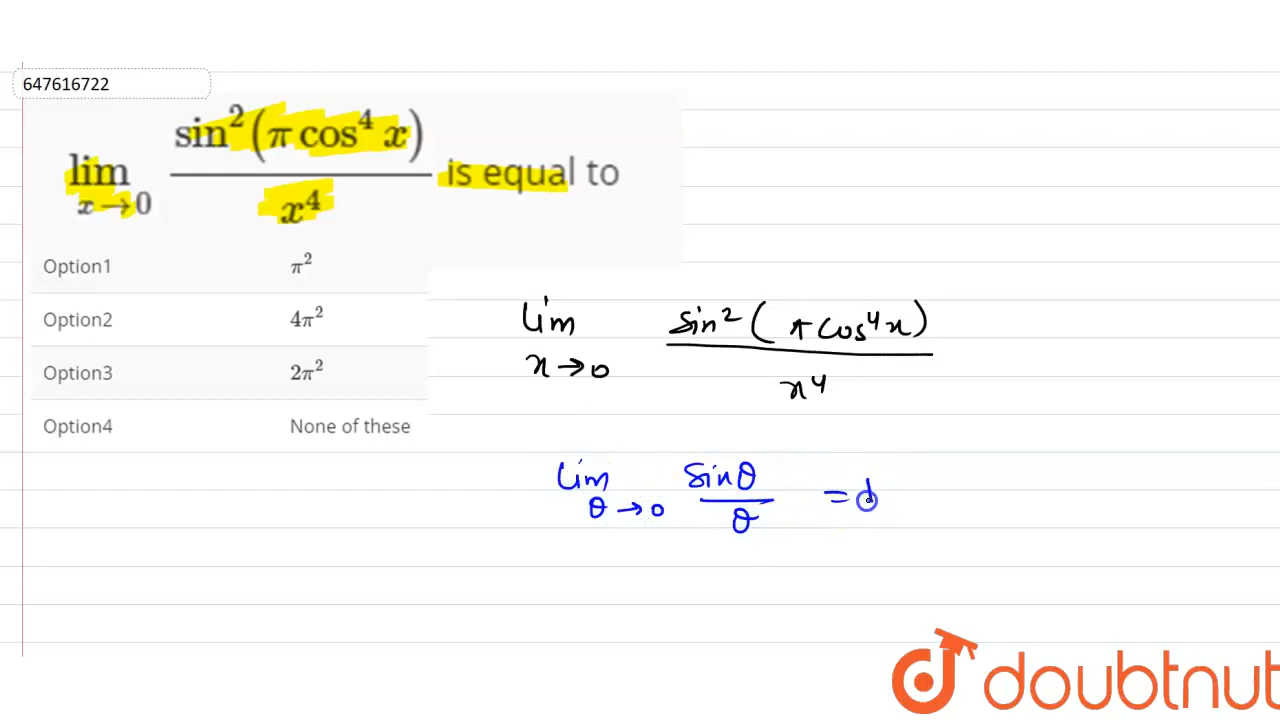 647616722
lim x→0 sin²(π cos⁴ x) / x⁴ is equal to
Option1 π²
Option2 4π²
Option3 2π²
Option4 None of these
lim x→0 sin²(π cos⁴x) / x⁴
lim θ→0 sinθ / θ =
doubtnut